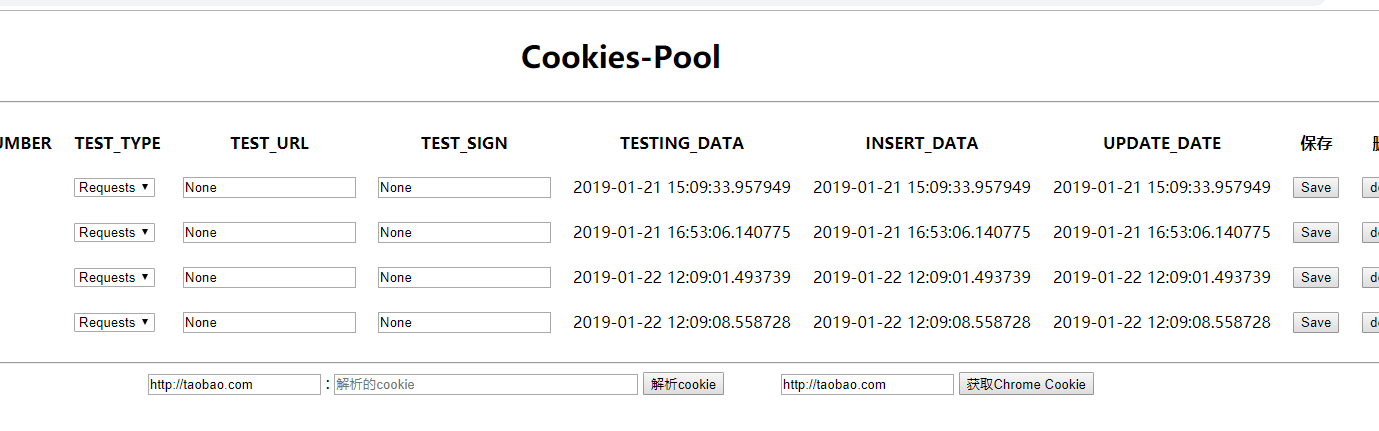 Cookies-Pool
UMBER TEST_TYPE TEST_URL TEST_SIGN TESTING_DATA INSERT_DATA UPDATE_DATE 保存
Requests None None 2019-01-21 15:09:33.957949 2019-01-21 15:09:33.957949 2019-01-21 15:09:33.957949 Save de
Requests None None 2019-01-21 16:53:06.140775 2019-01-21 16:53:06.140775 2019-01-21 16:53:06.140775 Save de
Requests None None 2019-01-22 12:09:01.493739 2019-01-22 12:09:01.493739 2019-01-22 12:09:01.493739 Save de
Requests None None 2019-01-22 12:09:08.558728 2019-01-22 12:09:08.558728 2019-01-22 12:09:08.558728 Save de
http://taobao.com : 解析的cookie 解析cookie http://taobao.com 获取Chrome Cookie